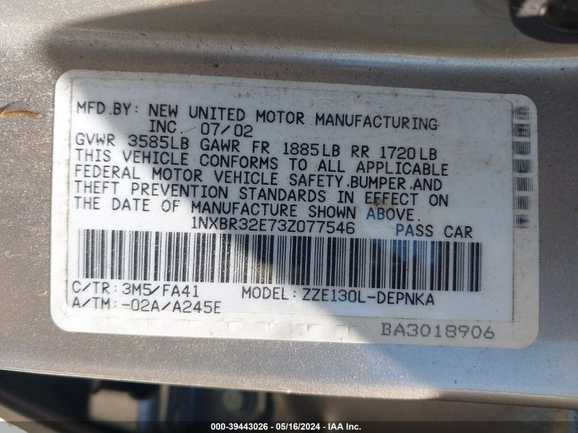 MFD.BY: NEW UNITED MOTOR MANUFACTURING
INC. 07/02
GVWR 3585LB GAWR FR 1885LB RR 1720LB
THIS VEHICLE CONFORMS TO ALL APPLICABLE
FEDERAL MOTOR VEHICLE SAFETY,BUMPER,AND
THEFT PREVENTION STANDARDS IN EFFECT ON
THE DATE OF MANUFACTURE SHOWN ABOVE.
1NXBR32E73Z077546 PASS CAR
C/TR:3M5/FA41 MODEL:ZZE130L-DEPNKA
A/TM:-02A/A245E
BA3018906
000-39443026 - 05/16/2024 - IAA Inc.